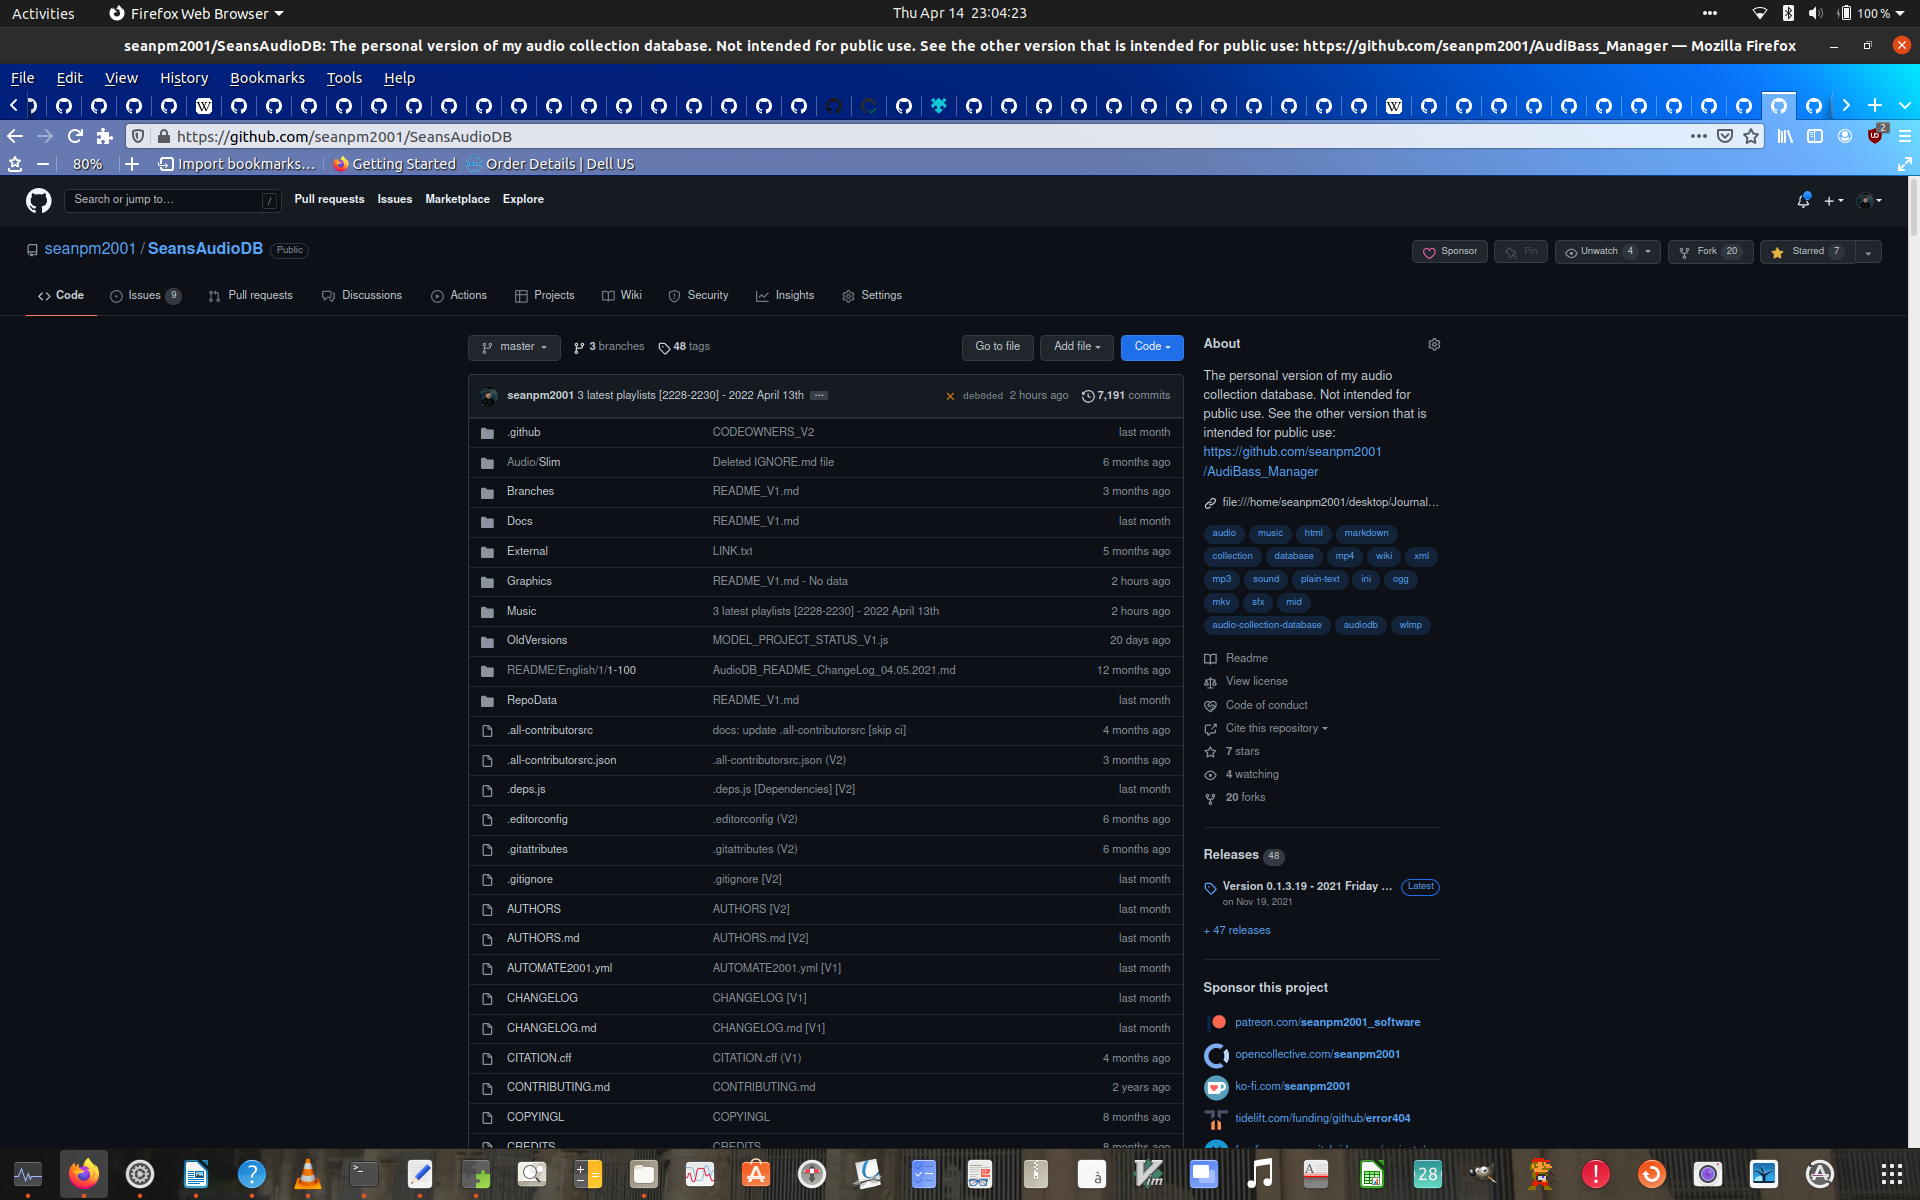 Activities Firefox Web Browser Thu Apr 14 23:04:23 100 %
seanpm2001/SeansAudioDB: The personal version of my audio collection database. Not intended for public use. See the other version that is intended for public use: https://github.com/seanpm2001/AudiBass_Manager — Mozilla Firefox
File Edit View History Bookmarks Tools Help
https://github.com/seanpm2001/SeansAudioDB 2
80% Import bookmarks... Getting Started Order Details | Dell US
Search or jump to... / Pull requests Issues Marketplace Explore
seanpm2001 / SeansAudioDB Public Sponsor Pin Unwatch 4 Fork 20 Starred 7
Code Issues 9 Pull requests Discussions Actions Projects Wiki Security Insights Settings
master 3 branches 48 tags Go to file Add file Code
seanpm2001 3 latest playlists [2228-2230] - 2022 April 13th ... deb0ded 2 hours ago 7,191 commits
.github CODEOWNERS_V2 last month
Audio/Slim Deleted IGNORE.md file 6 months ago
Branches README_V1.md 3 months ago
Docs README_V1.md last month
External LINK.txt 5 months ago
Graphics README_V1.md - No data 2 hours ago
Music 3 latest playlists [2228-2230] - 2022 April 13th 2 hours ago
OldVersions MODEL_PROJECT_STATUS_V1.js 20 days ago
README/English/1/1-100 AudioDB_README_ChangeLog_04.05.2021.md 12 months ago
RepoData README_V1.md last month
.all-contributorsrc docs: update .all-contributorsrc [skip ci] 4 months ago
.all-contributorsrc.json .all-contributorsrc.json (V2) 3 months ago
.deps.js .deps.js [Dependencies] [V2] last month
.editorconfig .editorconfig (V2) 6 months ago
.gitattributes .gitattributes (V2) 6 months ago
.gitignore .gitignore [V2] last month
AUTHORS AUTHORS [V2] last month
AUTHORS.md AUTHORS.md [V2] last month
AUTOMATE2001.yml AUTOMATE2001.yml [V1] last month
CHANGELOG CHANGELOG [V1] last month
CHANGELOG.md CHANGELOG.md [V1] last month
CITATION.cff CITATION.cff (V1) 4 months ago
CONTRIBUTING.md CONTRIBUTING.md 2 years ago
COPYINGL COPYINGL 8 months ago
CREDITS CREDITS 8 months ago
About
The personal version of my audio
collection database. Not intended for
public use. See the other version that is
intended for public use:
https://github.com/seanpm2001
/AudiBass_Manager
file:///home/seanpm2001/desktop/Journal...
audio music html markdown
collection database mp4 wiki xml
mp3 sound plain-text ini ogg
mkv sfx mid
audio-collection-database audiodb wlmp
Readme
View license
Code of conduct
Cite this repository
7 stars
4 watching
20 forks
Releases 48
Version 0.1.3.19 - 2021 Friday ... Latest
on Nov 19, 2021
+ 47 releases
Sponsor this project
patreon.com/seanpm2001_software
opencollective.com/seanpm2001
ko-fi.com/seanpm2001
tidelift.com/funding/github/error404
28